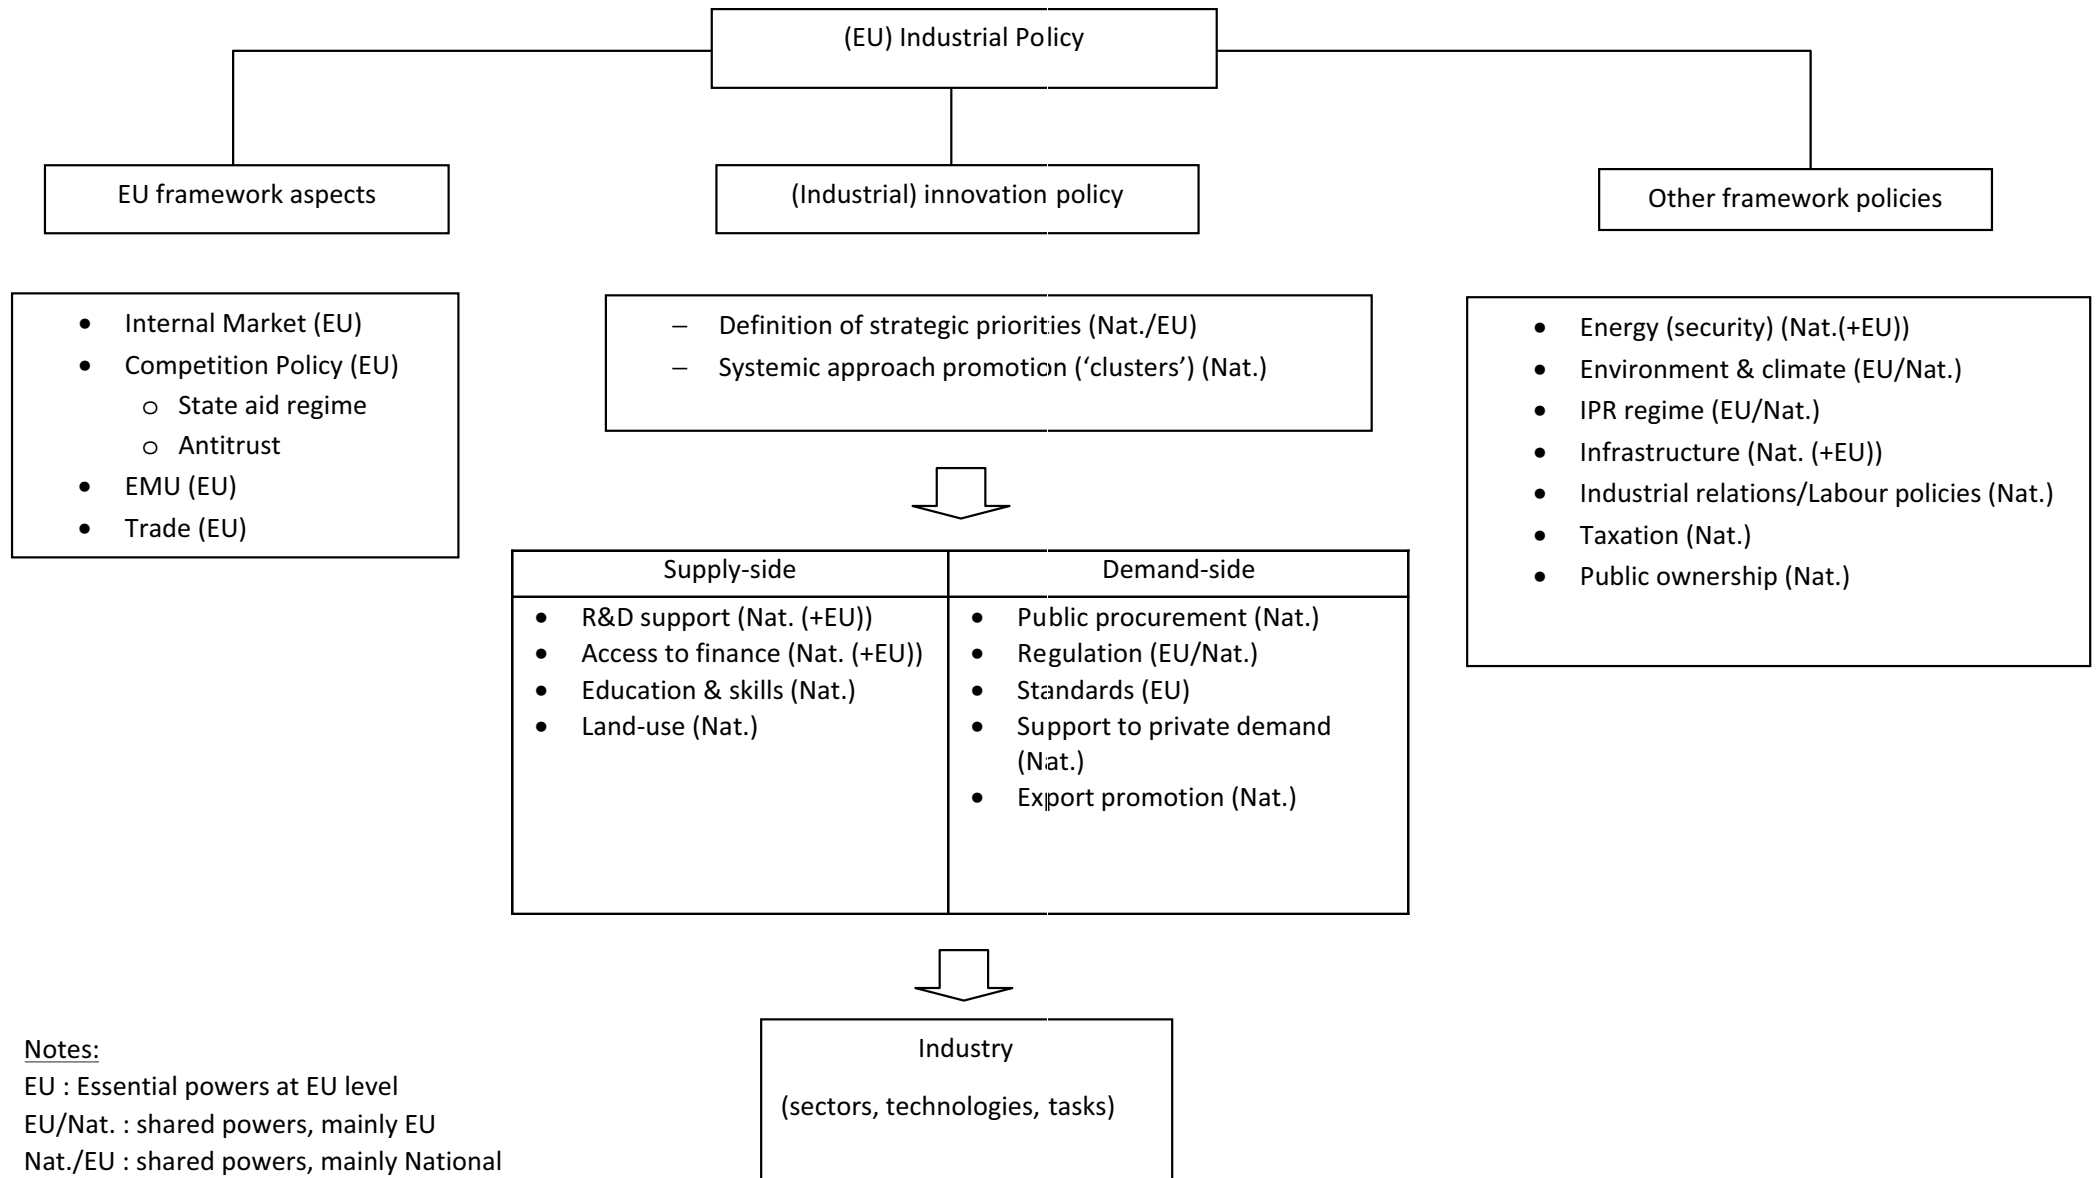 (EU) Industrial Policy
EU framework aspects
(Industrial) innovation policy
Other framework policies
• Internal Market (EU)
• Competition Policy (EU)
o State aid regime
o Antitrust
• EMU (EU)
• Trade (EU)
– Definition of strategic priorities (Nat./EU)
– Systemic approach promotion (‘clusters’) (Nat.)
• Energy (security) (Nat.(+EU))
• Environment & climate (EU/Nat.)
• IPR regime (EU/Nat.)
• Infrastructure (Nat. (+EU))
• Industrial relations/Labour policies (Nat.)
• Taxation (Nat.)
• Public ownership (Nat.)
Supply-side
• R&D support (Nat. (+EU))
• Access to finance (Nat. (+EU))
• Education & skills (Nat.)
• Land-use (Nat.)
Demand-side
• Public procurement (Nat.)
• Regulation (EU/Nat.)
• Standards (EU)
• Support to private demand
(Nat.)
• Export promotion (Nat.)
Industry
(sectors, technologies, tasks)
Notes:
EU : Essential powers at EU level
EU/Nat. : shared powers, mainly EU
Nat./EU : shared powers, mainly National